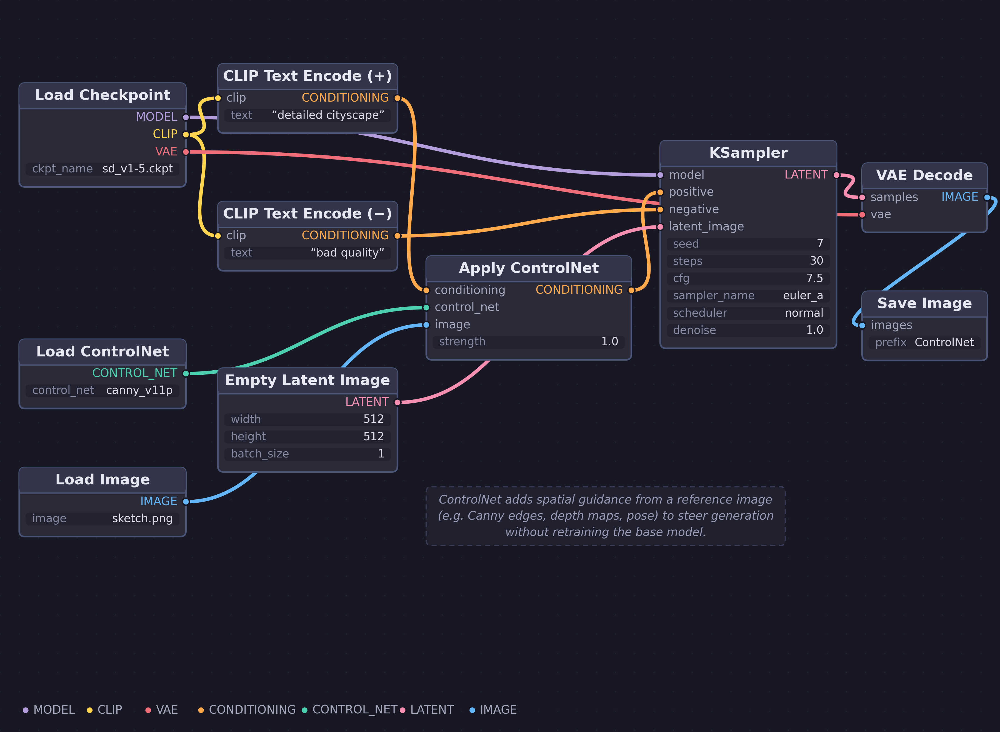 Load Checkpoint
MODEL
CLIP
VAE
ckpt_name sd_v1-5.ckpt
CLIP Text Encode (+)
clip CONDITIONING
text “detailed cityscape”
CLIP Text Encode (−)
clip CONDITIONING
text “bad quality”
Load ControlNet
CONTROL_NET
control_net canny_v11p
Load Image
IMAGE
image sketch.png
Empty Latent Image
LATENT
width 512
height 512
batch_size 1
Apply ControlNet
conditioning CONDITIONING
control_net
image
strength 1.0
KSampler
model LATENT
positive
negative
latent_image
seed 7
steps 30
cfg 7.5
sampler_name euler_a
scheduler normal
denoise 1.0
VAE Decode
samples IMAGE
vae
Save Image
images
prefix ControlNet
ControlNet adds spatial guidance from a reference image
(e.g. Canny edges, depth maps, pose) to steer generation
without retraining the base model.
MODEL CLIP VAE CONDITIONING CONTROL_NET LATENT IMAGE